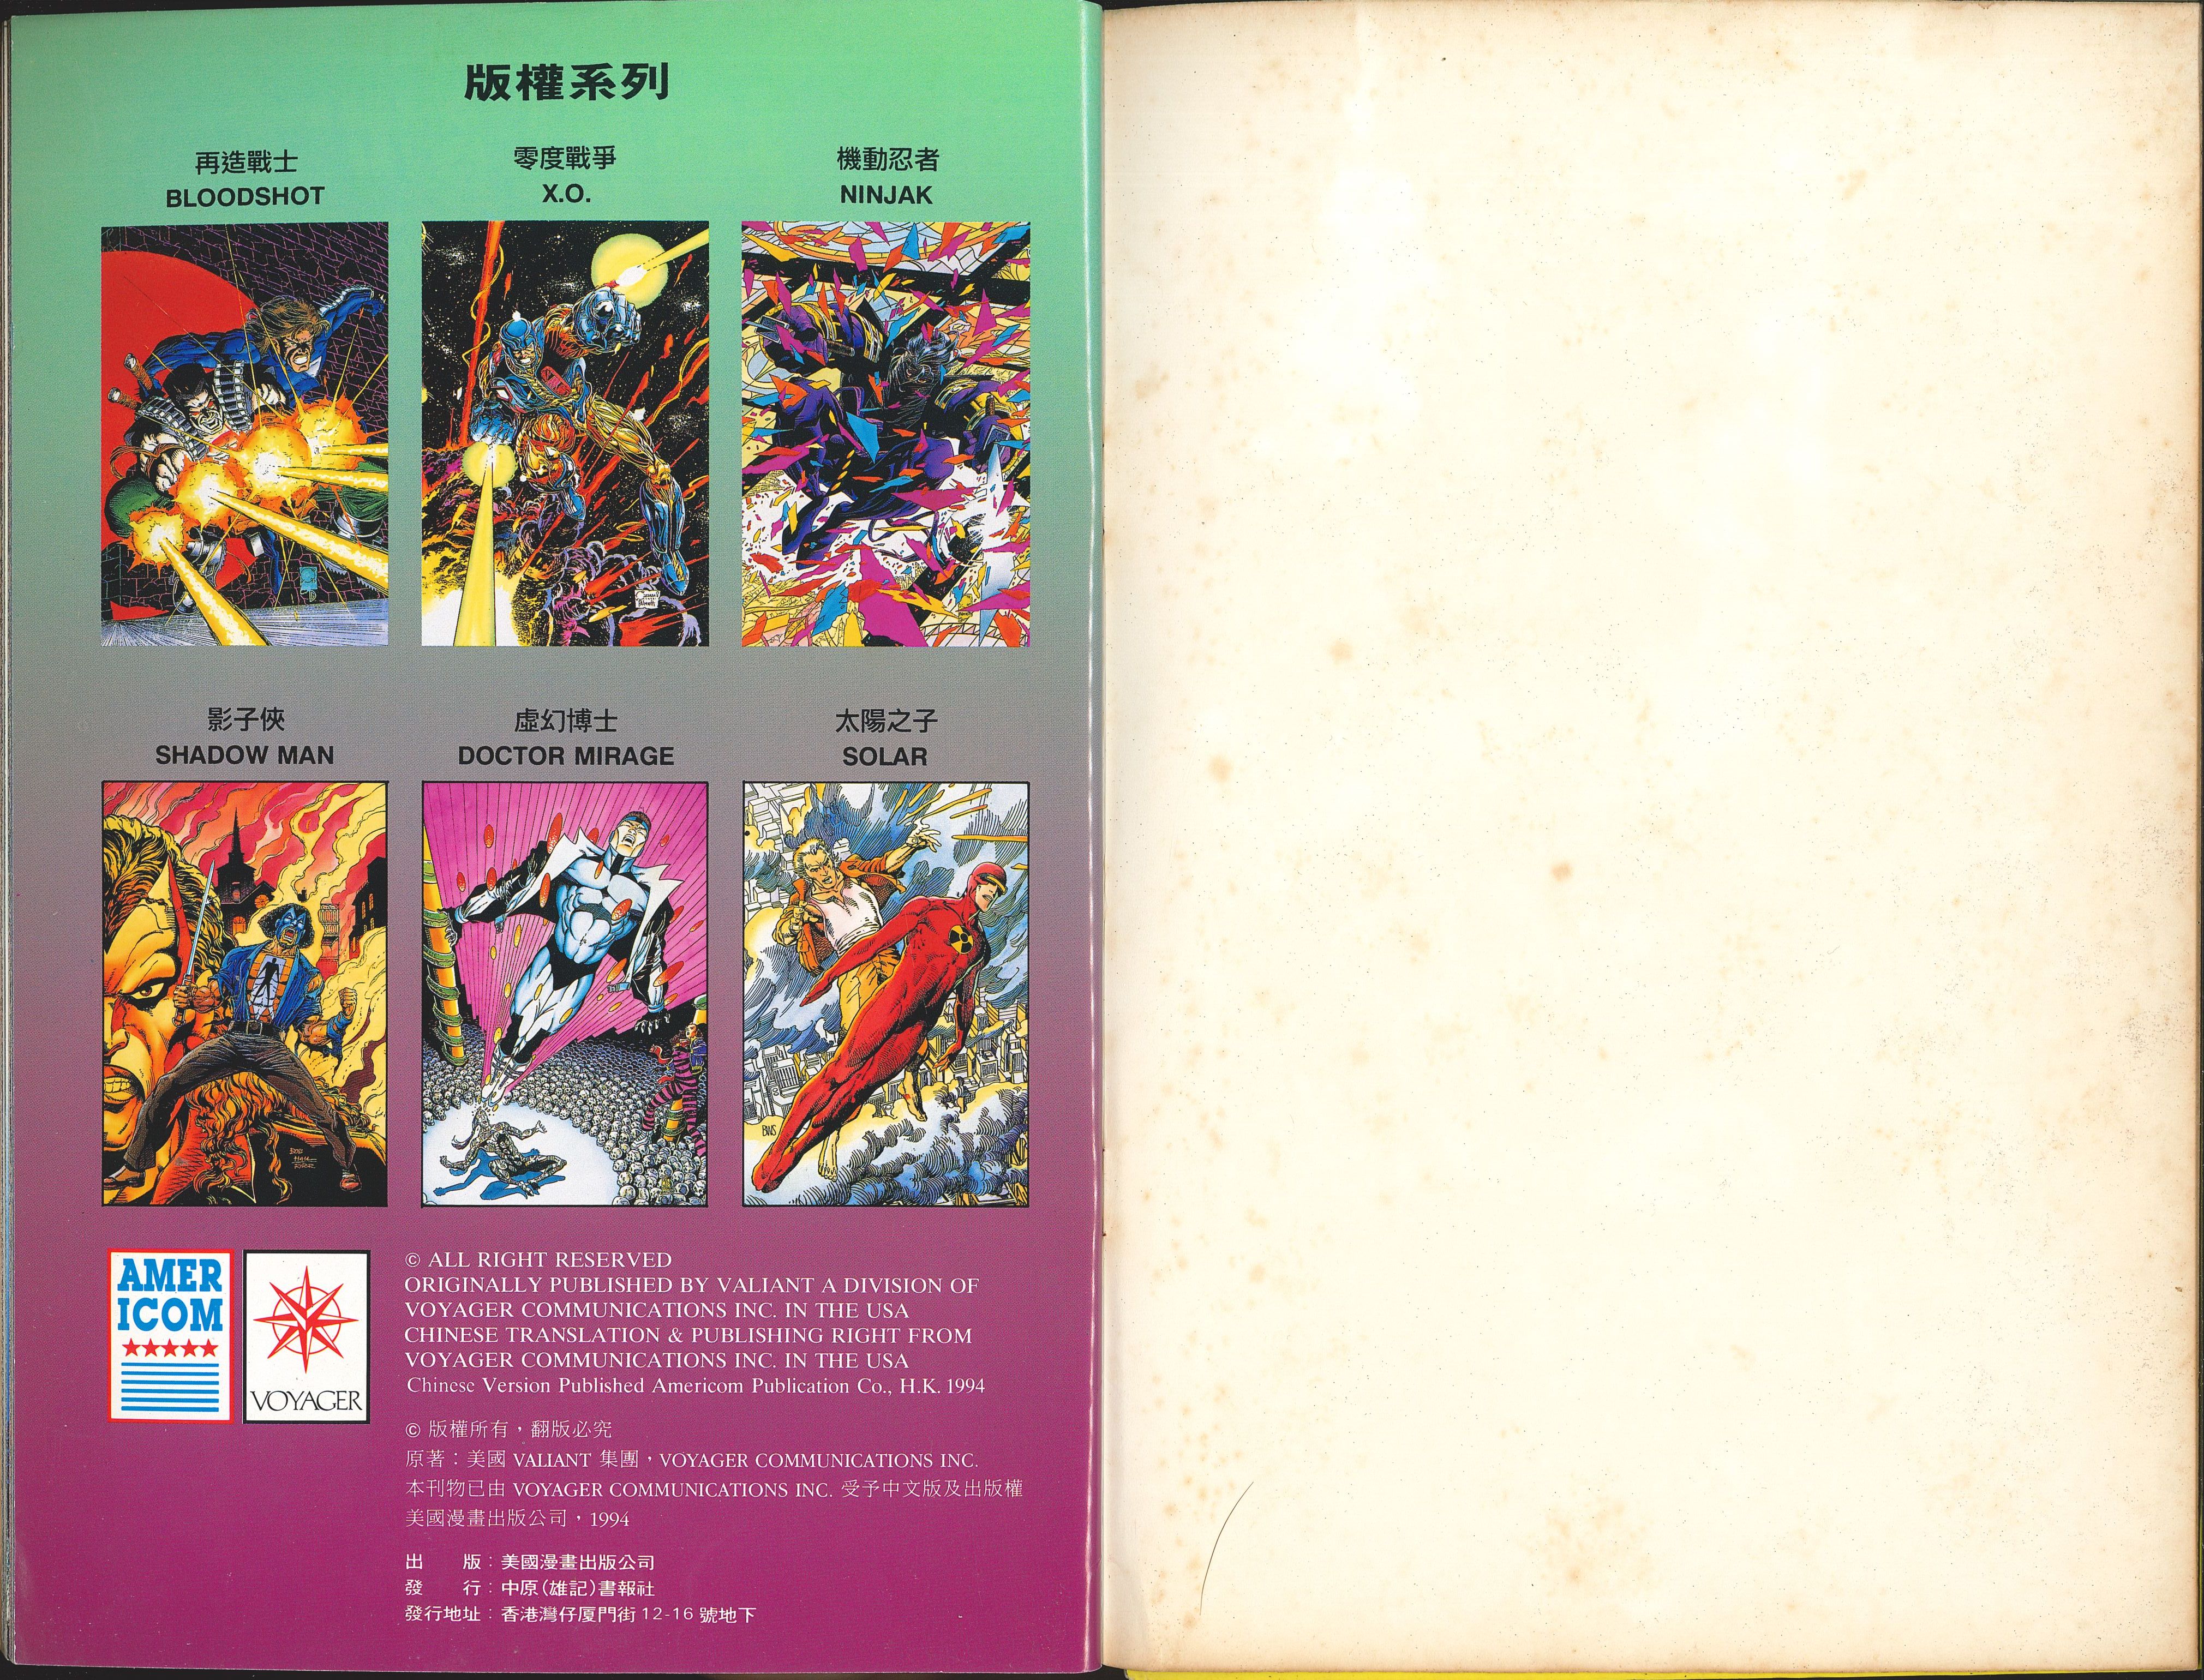 版權系列
再造戰士
BLOODSHOT
零度戰爭
X.O.
機動忍者
NINJAK
影子俠
SHADOW MAN
虛幻博士
DOCTOR MIRAGE
太陽之子
SOLAR
BWS
AMER
ICOM
VOYAGER
© ALL RIGHT RESERVED
ORIGINALLY PUBLISHED BY VALIANT A DIVISION OF
VOYAGER COMMUNICATIONS INC. IN THE USA
CHINESE TRANSLATION & PUBLISHING RIGHT FROM
VOYAGER COMMUNICATIONS INC. IN THE USA
Chinese Version Published Americom Publication Co., H.K. 1994
© 版權所有，翻版必究
原著：美國 VALIANT 集團，VOYAGER COMMUNICATIONS INC.
本刊物已由 VOYAGER COMMUNICATIONS INC. 受予中文版及出版權
美國漫畫出版公司，1994
出　　版：美國漫畫出版公司
發　　行：中原(雄記)書報社
發行地址：香港灣仔厦門街12-16號地下